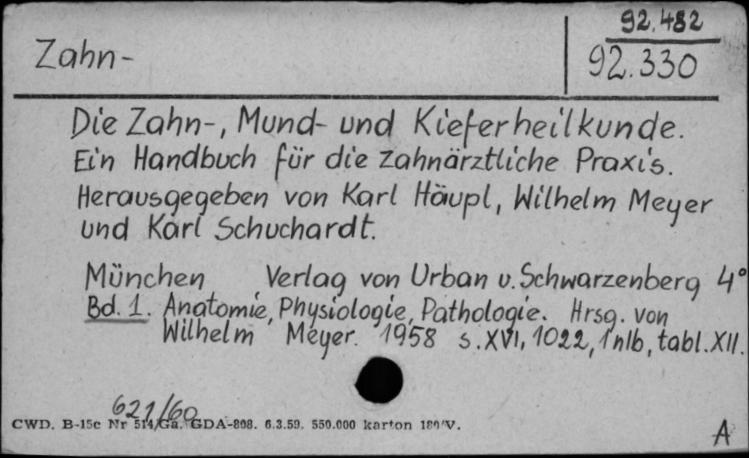 92.482
Zahn-
92.330
Die Zahn-, Mund- und Kieferheilkunde.
Ein Handbuch für die zahnärztliche Praxis.
Herausgegeben von Karl Häupl, Wilhelm Meyer
und Karl Schuchardt.
München Verlag von Urban u. Schwarzenberg 4°
Bd. 1. Anatomie, Physiologie, Pathologie. Hrsg. von
Wilhelm Meyer. 1958 s. XVI, 1022, 1 nlb, tabl. XII.
621/60
CWD. B-15c Nr 514/Ga. GDA-808. 6.3.59. 550.000 karton 180/V.
A